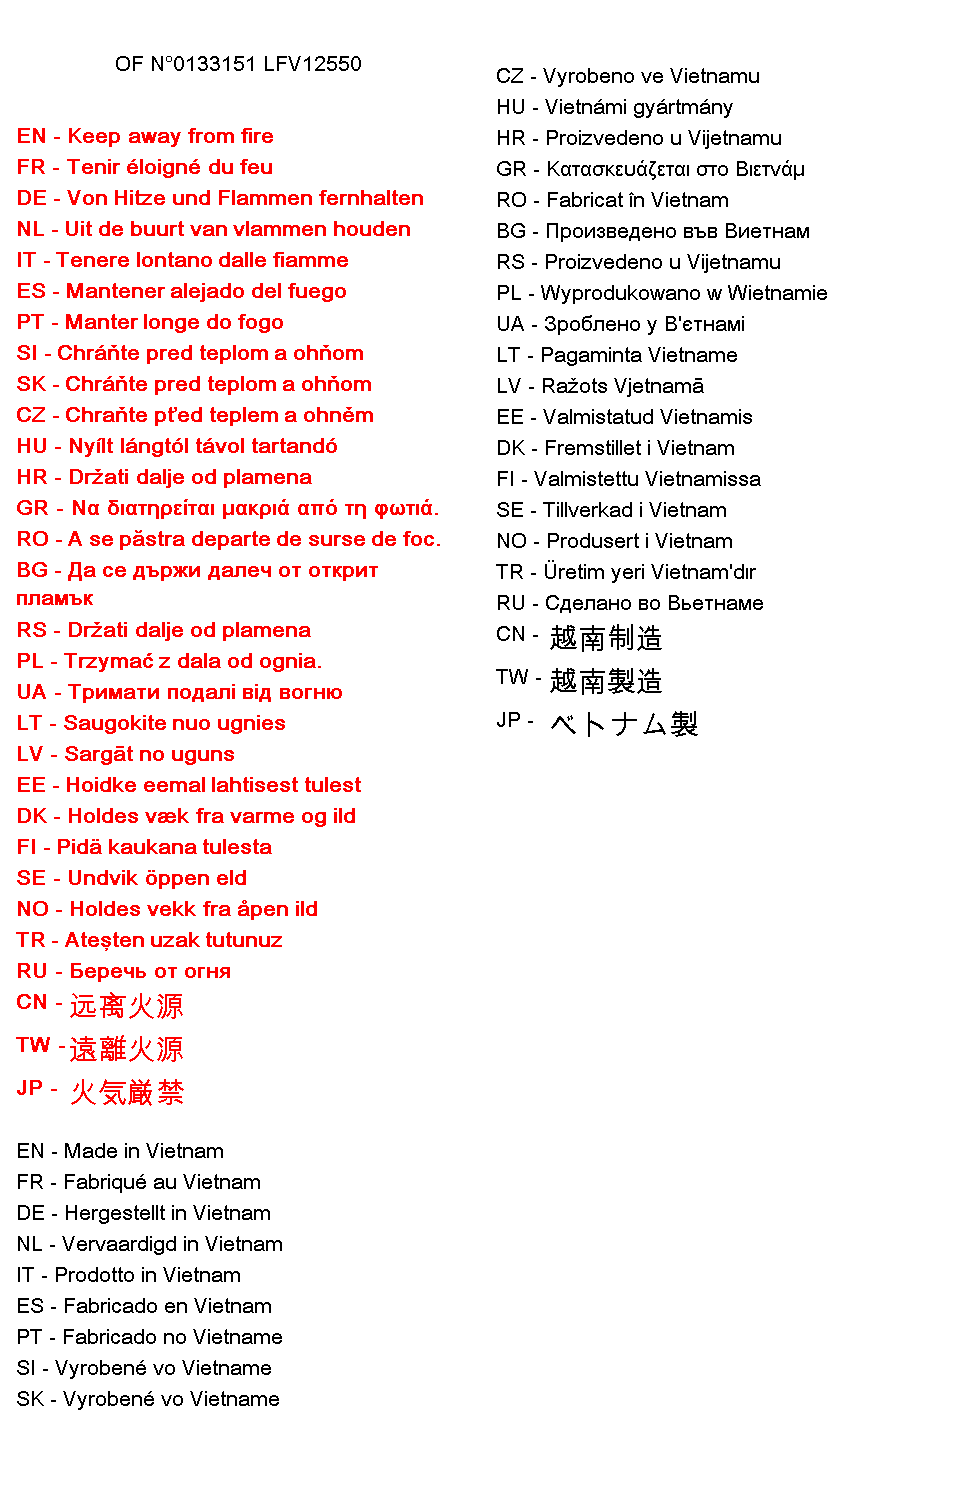 OF N°0133151 LFV12550
EN - Keep away from fire
FR - Tenir éloigné du feu
DE - Von Hitze und Flammen fernhalten
NL - Uit de buurt van vlammen houden
IT - Tenere lontano dalle fiamme
ES - Mantener alejado del fuego
PT - Manter longe do fogo
SI - Chráňte pred teplom a ohňom
SK - Chráňte pred teplom a ohňom
CZ - Chraňte pťed teplem a ohněm
HU - Nyílt lángtól távol tartandó
HR - Držati dalje od plamena
GR - Να διατηρείται μακριά από τη φωτιά.
RO - A se păstra departe de surse de foc.
BG - Да се държи далеч от открит
пламък
RS - Držati dalje od plamena
PL - Trzymać z dala od ognia.
UA - Тримати подалі від вогню
LT - Saugokite nuo ugnies
LV - Sargāt no uguns
EE - Hoidke eemal lahtisest tulest
DK - Holdes væk fra varme og ild
FI - Pidä kaukana tulesta
SE - Undvik öppen eld
NO - Holdes vekk fra åpen ild
TR - Ateşten uzak tutunuz
RU - Беречь от огня
CN - 远离火源
TW - 遠離火源
JP - 火気厳禁
EN - Made in Vietnam
FR - Fabriqué au Vietnam
DE - Hergestellt in Vietnam
NL - Vervaardigd in Vietnam
IT - Prodotto in Vietnam
ES - Fabricado en Vietnam
PT - Fabricado no Vietname
SI - Vyrobené vo Vietname
SK - Vyrobené vo Vietname
CZ - Vyrobeno ve Vietnamu
HU - Vietnámi gyártmány
HR - Proizvedeno u Vijetnamu
GR - Κατασκευάζεται στο Βιετνάμ
RO - Fabricat în Vietnam
BG - Произведено във Виетнам
RS - Proizvedeno u Vijetnamu
PL - Wyprodukowano w Wietnamie
UA - Зроблено у В'єтнамі
LT - Pagaminta Vietname
LV - Ražots Vjetnamā
EE - Valmistatud Vietnamis
DK - Fremstillet i Vietnam
FI - Valmistettu Vietnamissa
SE - Tillverkad i Vietnam
NO - Produsert i Vietnam
TR - Üretim yeri Vietnam'dır
RU - Сделано во Вьетнаме
CN - 越南制造
TW - 越南製造
JP - ベトナム製